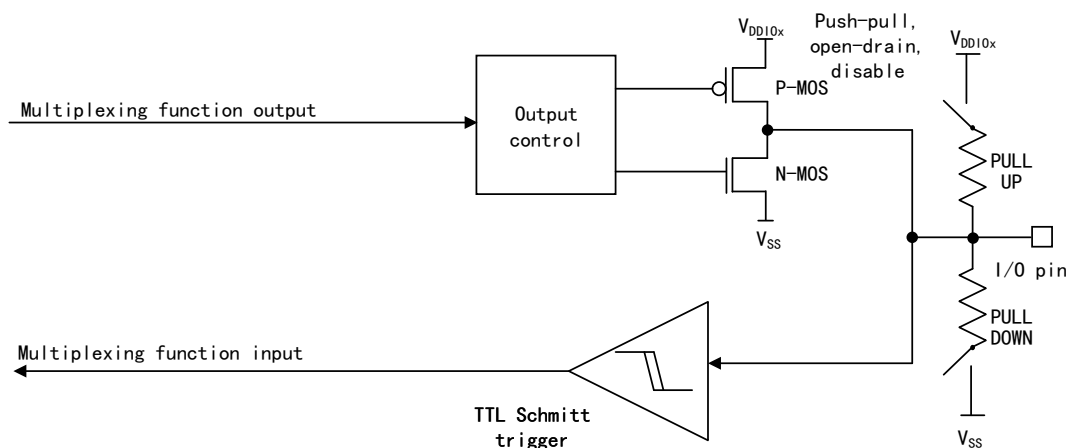 V_DDIOx
Push-pull,
open-drain,
disable
V_DDIOx
P-MOS
Multiplexing function output
Output
control
PULL
UP
N-MOS
V_SS
I/O pin
PULL
DOWN
Multiplexing function input
TTL Schmitt
trigger
V_SS